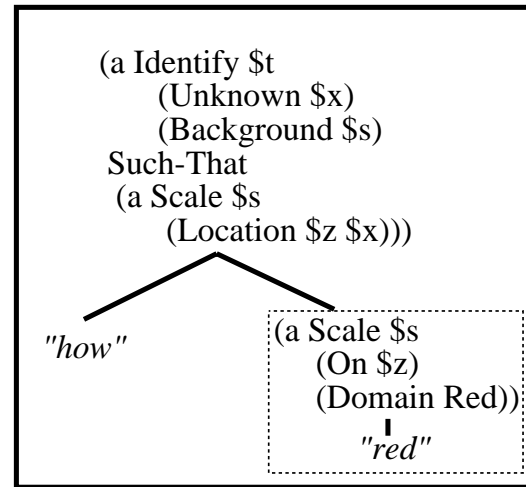 (a Identify $t
(Unknown $x)
(Background $s)
Such-That
(a Scale $s
(Location $z $x)))
"how"
(a Scale $s
(On $z)
(Domain Red))
"red"